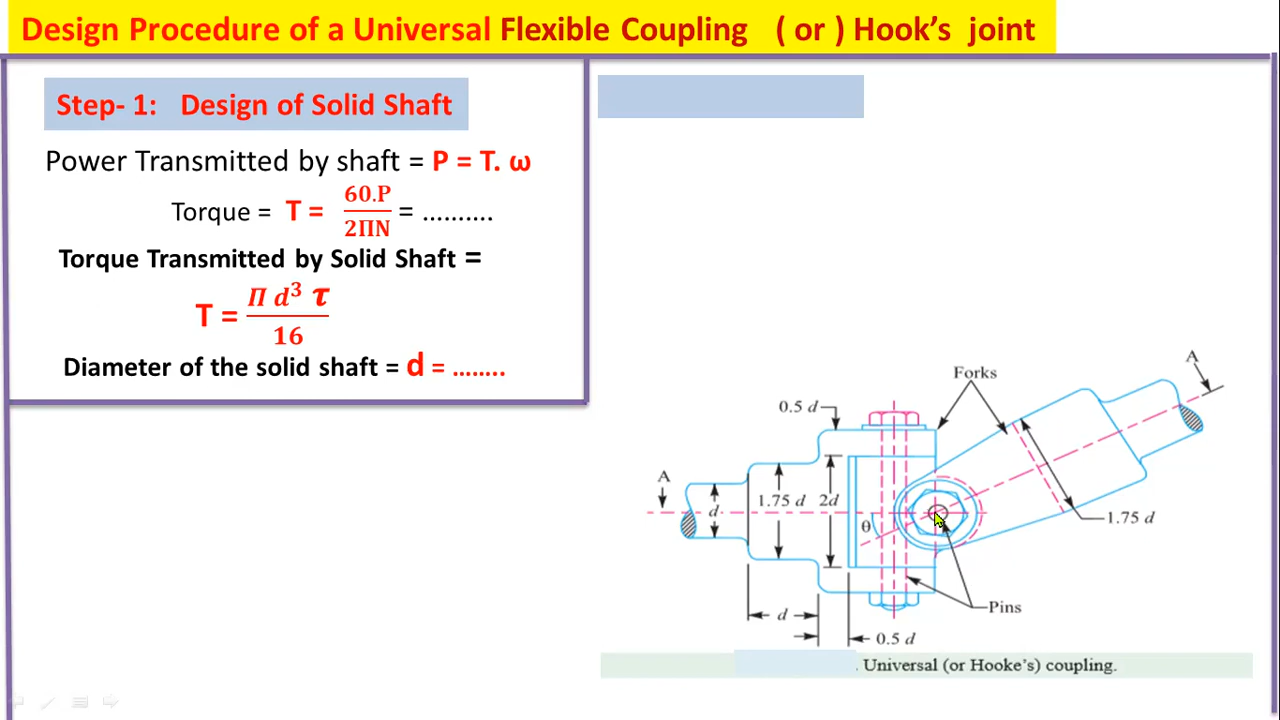 Design Procedure of a Universal Flexible Coupling ( or ) Hook’s joint
Step- 1: Design of Solid Shaft
Power Transmitted by shaft = P = T. ω
Torque = T = 60.P / 2ΠN = ..........
Torque Transmitted by Solid Shaft =
T = Π d³ τ / 16
Diameter of the solid shaft = d = ........
A
Forks
0.5 d
A
1.75 d
2d
d
θ
1.75 d
Pins
d
0.5 d
. Universal (or Hooke's) coupling.